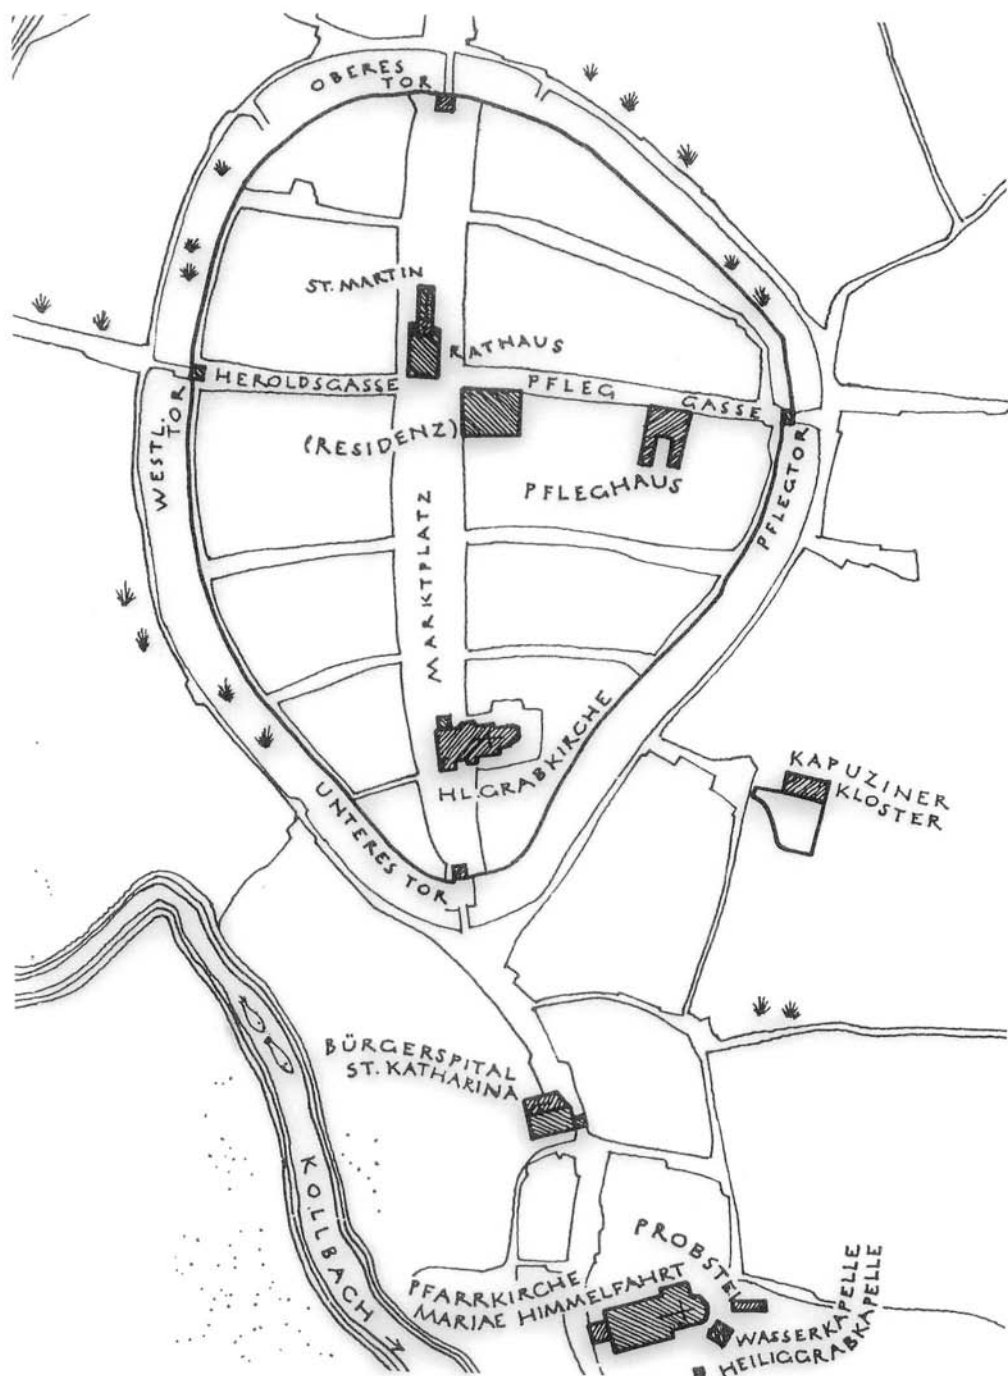 OBERES
TOR
ST. MARTIN
RATHAUS
HEROLDSGASSE
PFLEG
GASSE
WESTL.
TOR
(RESIDENZ)
PFLEGHAUS
PFLEGTOR
MARKTPLATZ
HL. GRABKIRCHE
UNTERES TOR
KAPUZINER
KLOSTER
BÜRGERSPITAL
ST. KATHARINA
KOLLBACH
PROBSTEI
PFARRKIRCHE
MARIAE HIMMELFAHRT
WASSERKAPELLE
HEILIGGRABKAPELLE